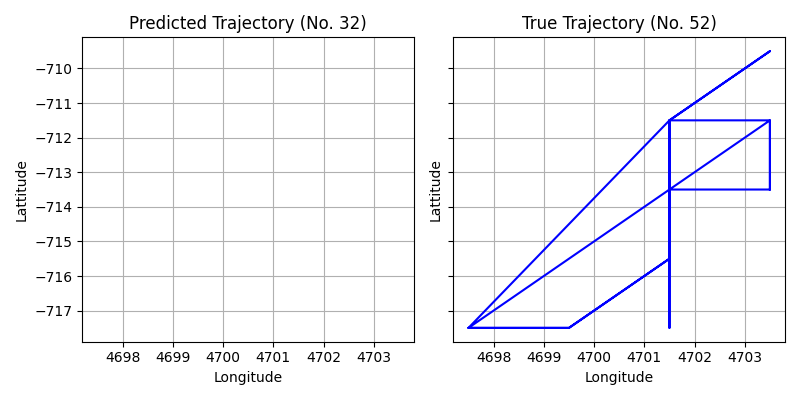 Predicted Trajectory (No. 32)
True Trajectory (No. 52)
Lattitude
−710
−711
−712
−713
−714
−715
−716
−717
4698 4699 4700 4701 4702 4703
Longitude
Lattitude
4698 4699 4700 4701 4702 4703
Longitude